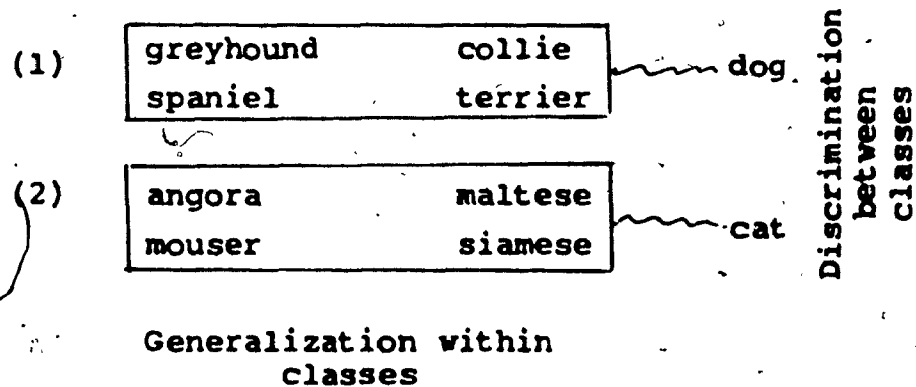 (1) greyhound collie dog
spaniel terrier
(2) angora maltese cat
mouser siamese
Generalization within
classes
Discrimination
between
classes